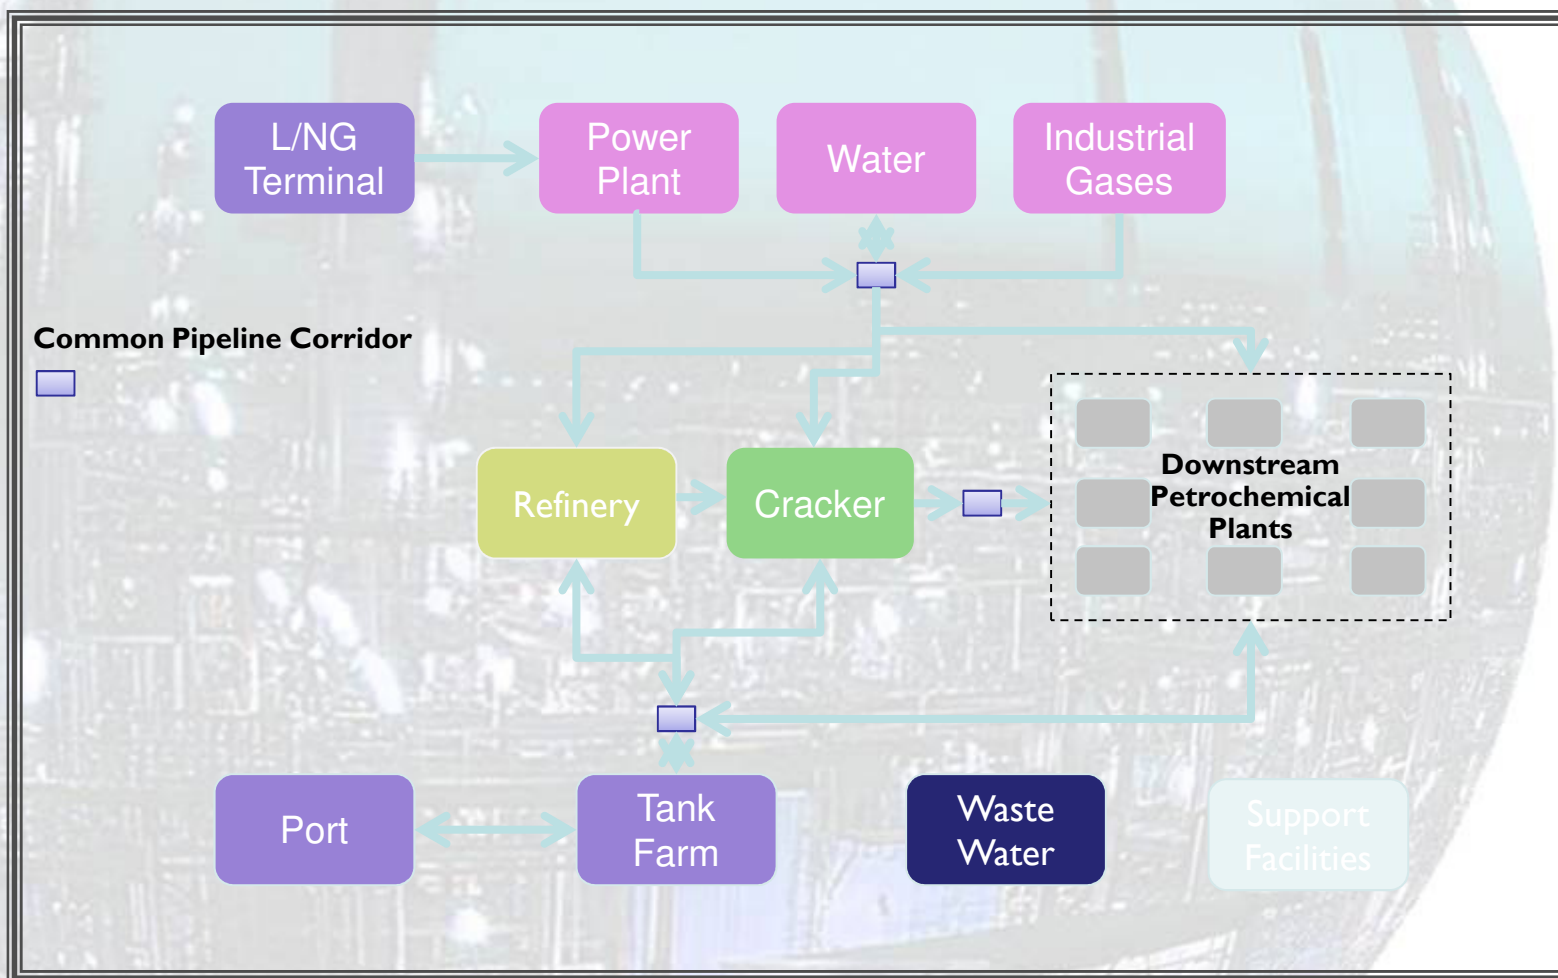 L/NG
Terminal
Power
Plant
Water
Industrial
Gases
Common Pipeline Corridor
Refinery
Cracker
Downstream
Petrochemical
Plants
Port
Tank
Farm
Waste
Water
Support
Facilities